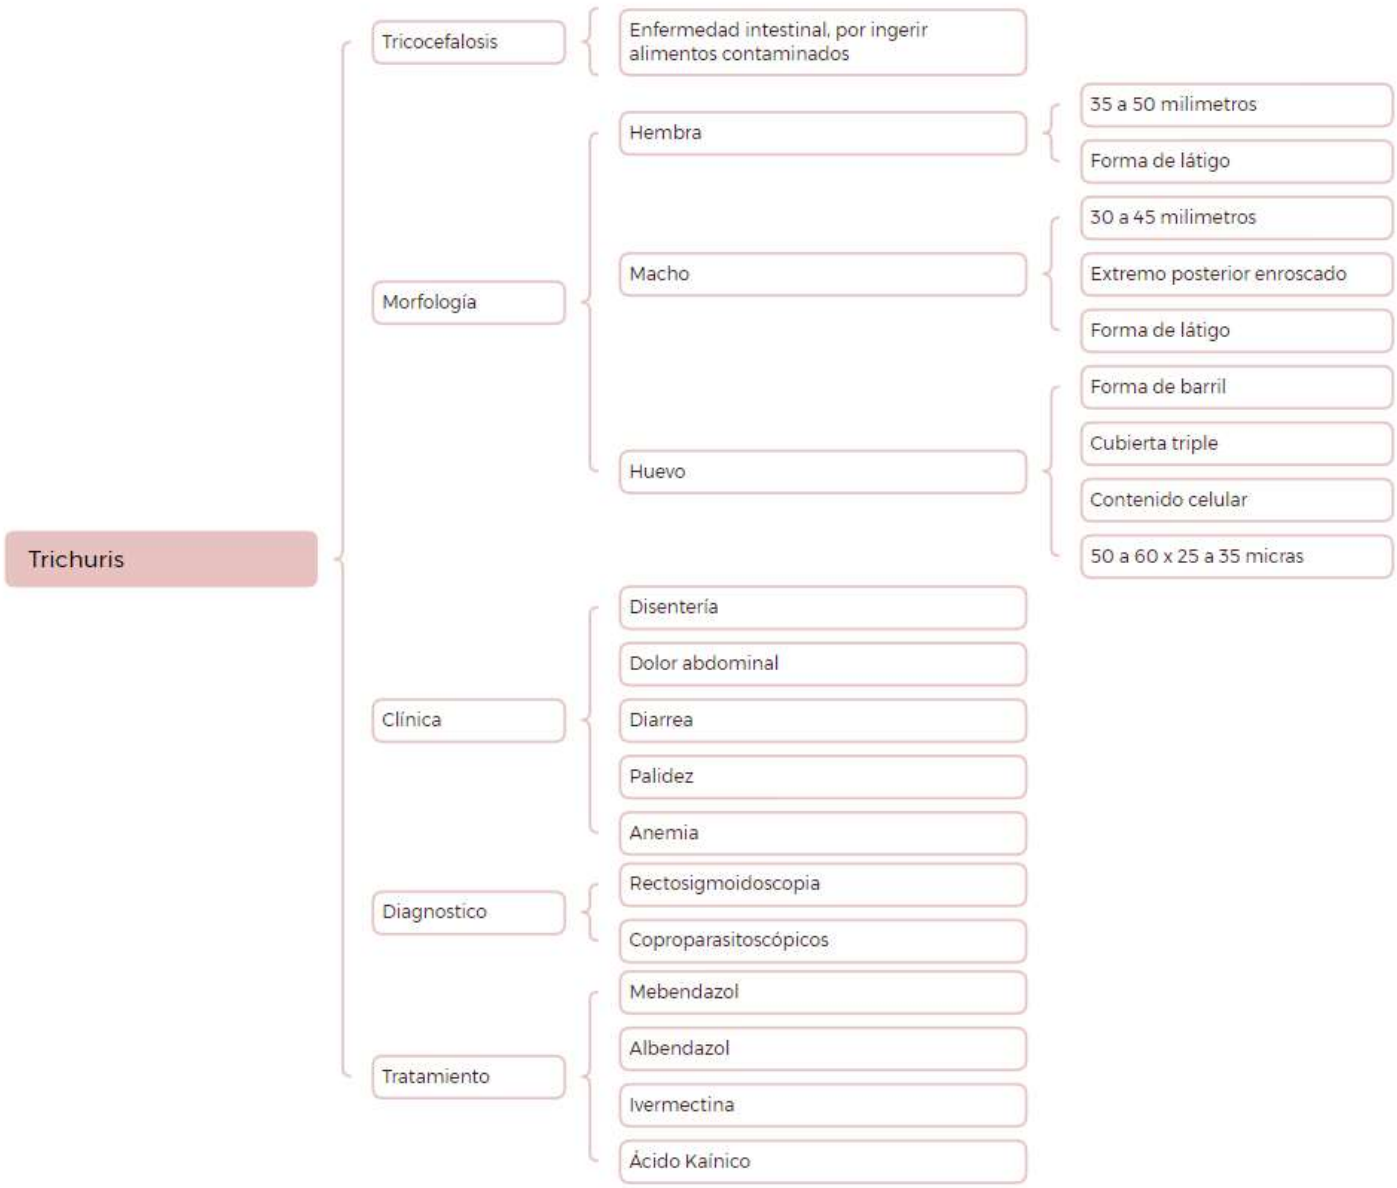 Trichuris
Tricocefalosis
Enfermedad intestinal, por ingerir
alimentos contaminados
Morfología
Hembra
35 a 50 milimetros
Forma de látigo
Macho
30 a 45 milimetros
Extremo posterior enroscado
Forma de látigo
Huevo
Forma de barril
Cubierta triple
Contenido celular
50 a 60 x 25 a 35 micras
Clínica
Disentería
Dolor abdominal
Diarrea
Palidez
Anemia
Diagnostico
Rectosigmoidoscopia
Coproparasitoscópicos
Tratamiento
Mebendazol
Albendazol
Ivermectina
Ácido Kaínico